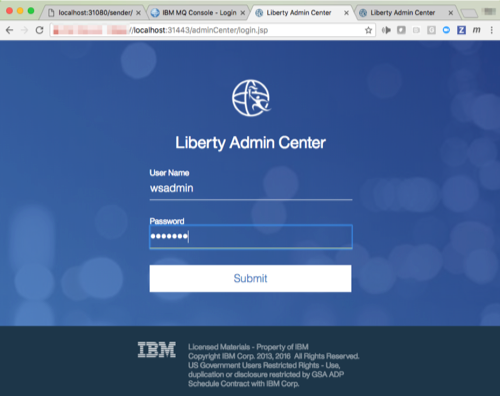 localhost:31080/sender/
IBM MQ Console - Login
Liberty Admin Center
Liberty Admin Center
localhost:31443/adminCenter/login.jsp
Liberty Admin Center
User Name
wsadmin
Password
Submit
IBM
Licensed Materials - Property of IBM
Copyright IBM Corp. 2013, 2016 All Rights Reserved.
US Government Users Restricted Rights - Use,
duplication or disclosure restricted by GSA ADP
Schedule Contract with IBM Corp.